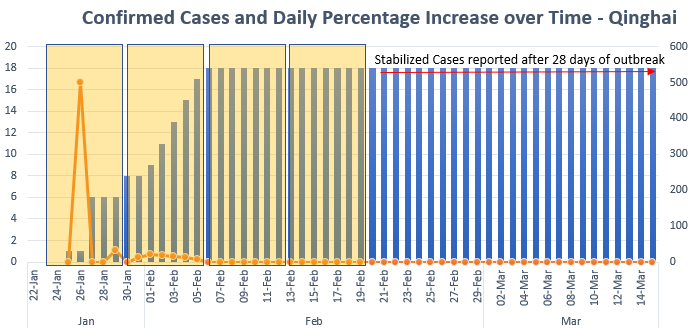 Confirmed Cases and Daily Percentage Increase over Time - Qinghai
20
18
16
14
12
10
8
6
4
2
0
600
500
400
300
200
100
0
Stabilized Cases reported after 28 days of outbreak
22-Jan
24-Jan
26-Jan
28-Jan
30-Jan
01-Feb
03-Feb
05-Feb
07-Feb
09-Feb
11-Feb
13-Feb
15-Feb
17-Feb
19-Feb
21-Feb
23-Feb
25-Feb
27-Feb
29-Feb
02-Mar
04-Mar
06-Mar
08-Mar
10-Mar
12-Mar
14-Mar
Jan
Feb
Mar